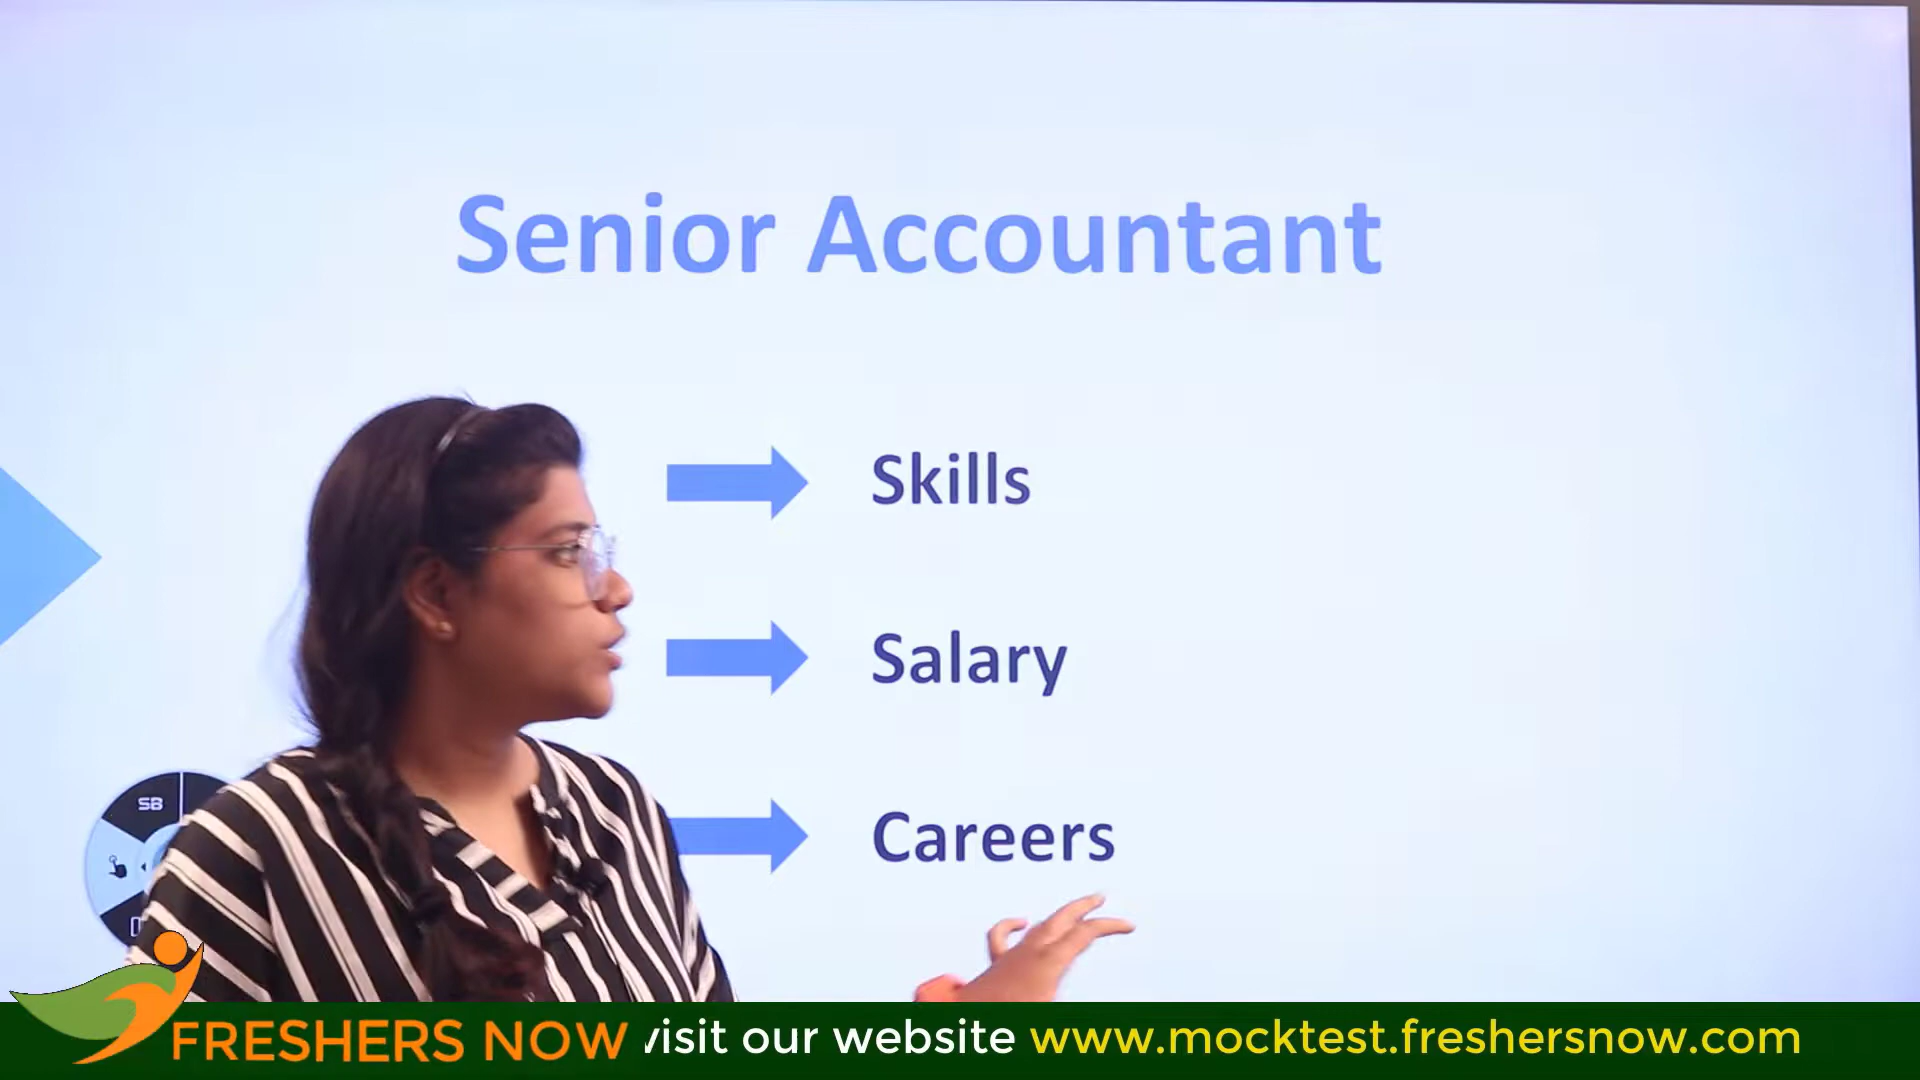 Senior Accountant
Skills
Salary
Careers
SB
FRESHERS NOW
visit our website www.mocktest.freshersnow.com